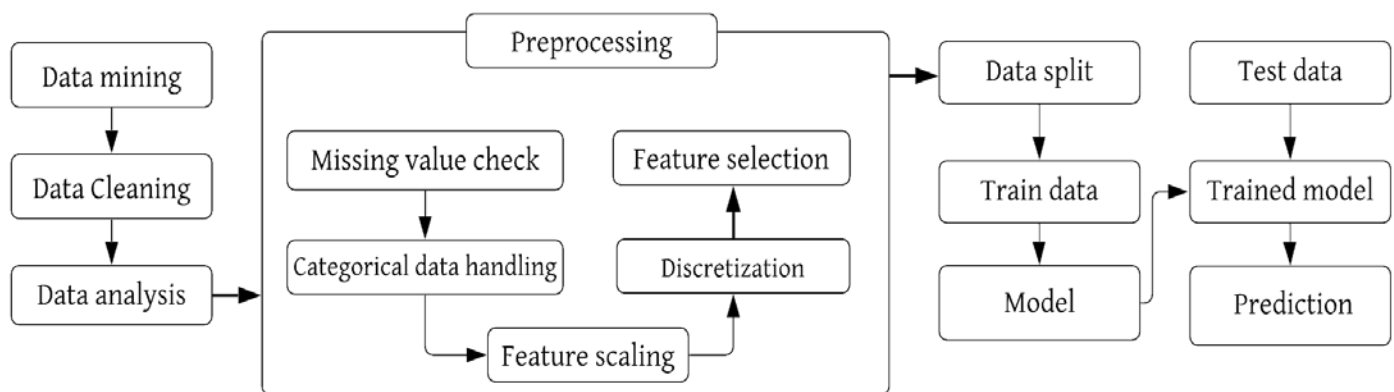 Data mining
Data Cleaning
Data analysis
Preprocessing
Missing value check
Categorical data handling
Feature scaling
Discretization
Feature selection
Data split
Train data
Model
Test data
Trained model
Prediction